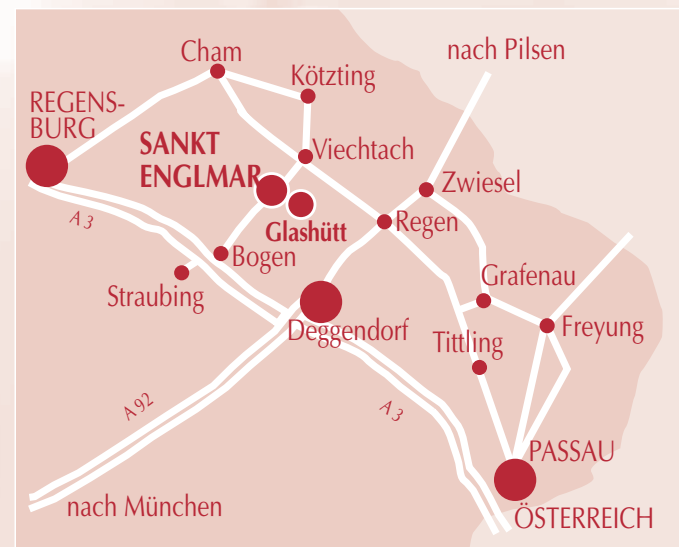 Cham
nach Pilsen
Kötzting
REGENS-
BURG
SANKT
ENGLMAR
Viechtach
Zwiesel
Glashütt
Regen
A 3
Bogen
Straubing
Grafenau
Deggendorf
Tittling
Freyung
A 92
A 3
PASSAU
nach München
ÖSTERREICH